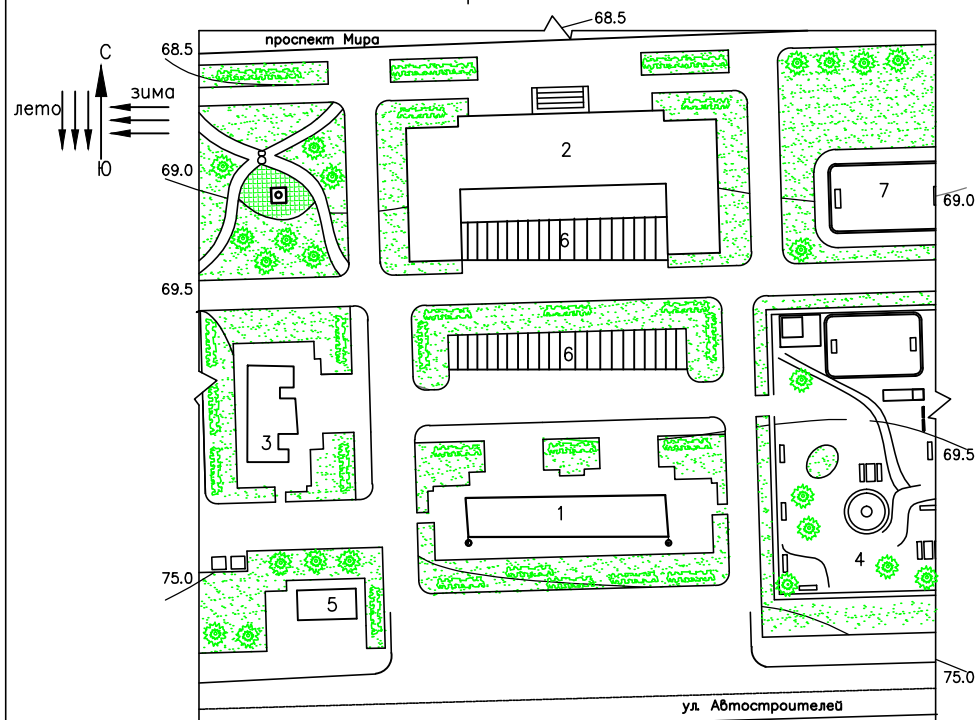 68.5
проспект Мира
68.5
С
лето
зима
Ю
2
69.0
7
69.0
6
69.5
6
3
69.5
1
4
75.0
5
75.0
ул. Автостроителей